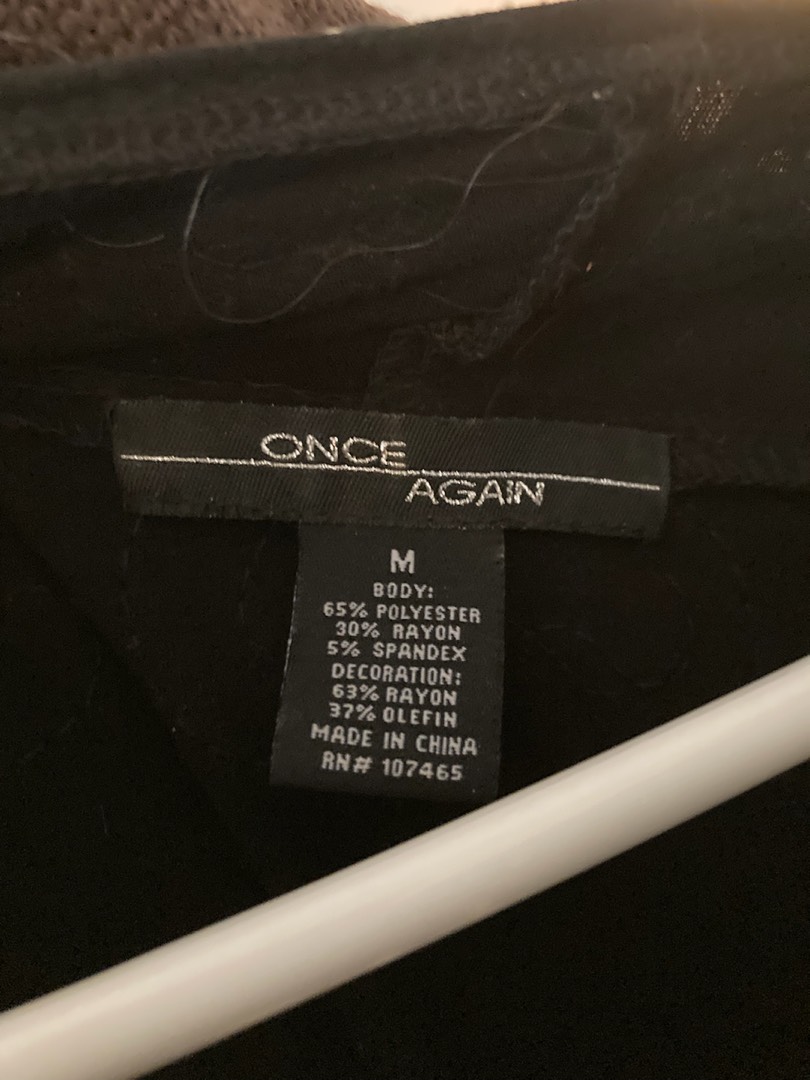 ONCE
AGAIN
M
BODY:
65% POLYESTER
30% RAYON
5% SPANDEX
DECORATION:
63% RAYON
37% OLEFIN
MADE IN CHINA
RN# 107465